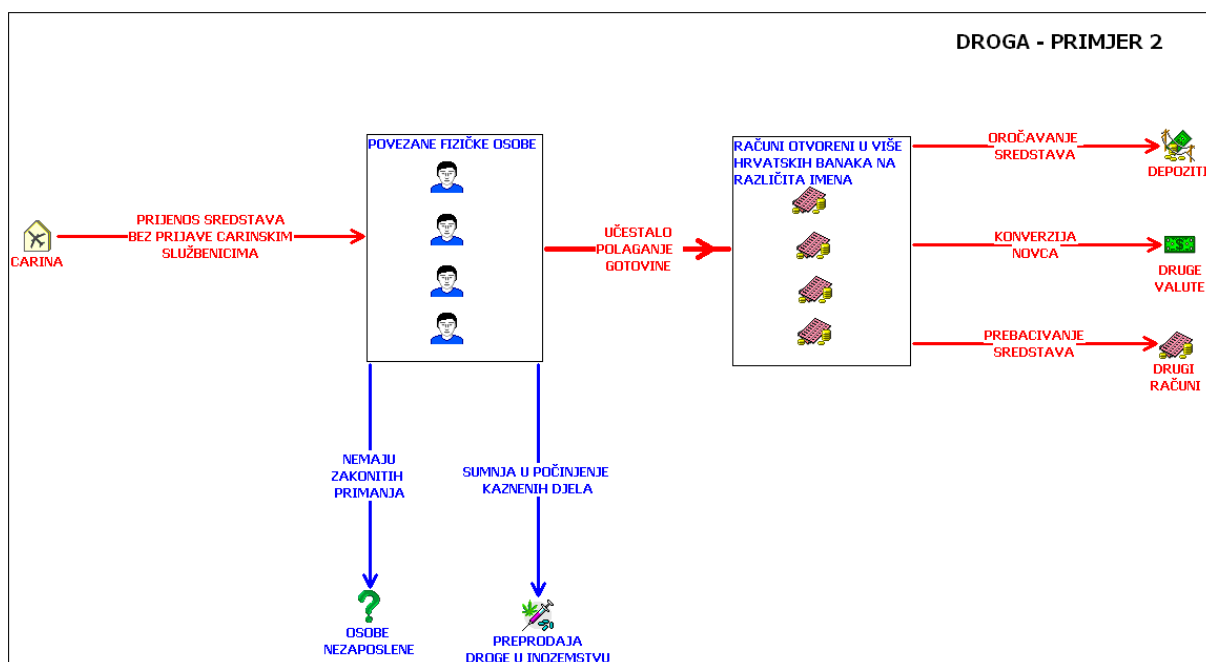 DROGA - PRIMJER 2
POVEZANE FIZIČKE OSOBE
RAČUNI OTVORENI U VIŠE
HRVATSKIH BANAKA NA
RAZLIČITA IMENA
OROČAVANJE
SREDSTAVA
DEPOZITI
PRIJENOS SREDSTAVA
BEZ PRIJAVE CARINSKIM
SLUŽBENICIMA
CARINA
UČESTALO
POLAGANJE
GOTOVINE
KONVERZIJA
NOVCA
DRUGE
VALUTE
PREBACIVANJE
SREDSTAVA
DRUGI
RAČUNI
NEMAJU
ZAKONITIH
PRIMANJA
SUMNJA U POČINJENJE
KAZNENIH DJELA
OSOBE
NEZAPOSLENE
PREPRODAJA
DROGE U INOZEMSTVU